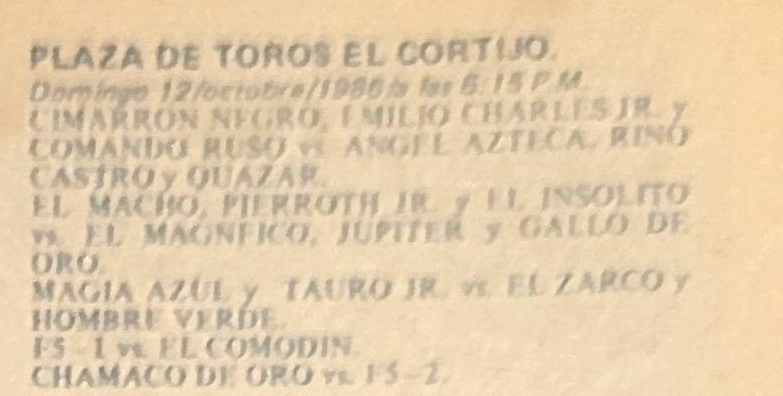 PLAZA DE TOROS EL CORTIJO.
Domingo 12/octubre/1986/a las 6:15 P.M.
CIMARRON NEGRO, EMILIO CHARLES JR. y
COMANDO RUSO vs. ANGEL AZTECA, RINO
CASTRO y QUAZAR.
EL MACHO, PIERROTH JR. y EL INSOLITO
vs. EL MAGNFICO, JUPITER y GALLO DE
ORO.
MAGIA AZUL y TAURO JR. vs. EL ZARCO y
HOMBRE VERDE.
FS-1 vs. EL COMODIN.
CHAMACO DE ORO vs. FS-2.